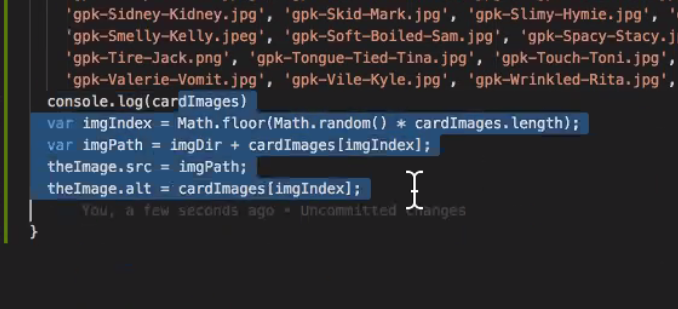 'gpk-Sidney-Kidney.jpg', 'gpk-Skid-Mark.jpg', 'gpk-Slimy-Hymie.jpg',
'gpk-Smelly-Kelly.jpeg', 'gpk-Soft-Boiled-Sam.jpg', 'gpk-Spacy-Stacy.j
'gpk-Tire-Jack.png', 'gpk-Tongue-Tied-Tina.jpg', 'gpk-Touch-Toni.jpg',
'gpk-Valerie-Vomit.jpg', 'gpk-Vile-Kyle.jpg', 'gpk-Wrinkled-Rita.jpg',
console.log(cardImages)
var imgIndex = Math.floor(Math.random() * cardImages.length);
var imgPath = imgDir + cardImages[imgIndex];
theImage.src = imgPath;
theImage.alt = cardImages[imgIndex];
You, a few seconds ago • Uncommitted changes
}